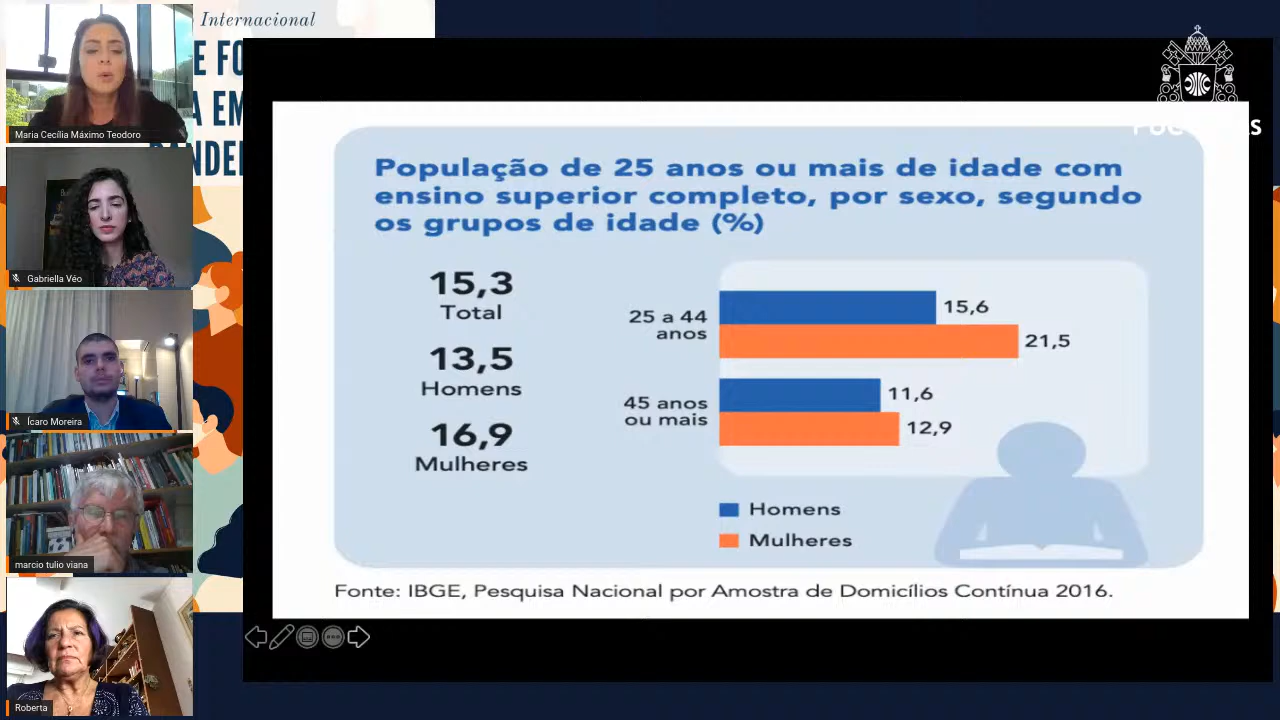 Internacional
Maria Cecília Máximo Teodoro
Gabriella Véo
Ícaro Moreira
marcio tulio viana
Roberta
População de 25 anos ou mais de idade com
ensino superior completo, por sexo, segundo
os grupos de idade (%)
15,3
Total
13,5
Homens
16,9
Mulheres
25 a 44
anos
15,6
21,5
45 anos
ou mais
11,6
12,9
Homens
Mulheres
Fonte: IBGE, Pesquisa Nacional por Amostra de Domicílios Contínua 2016.